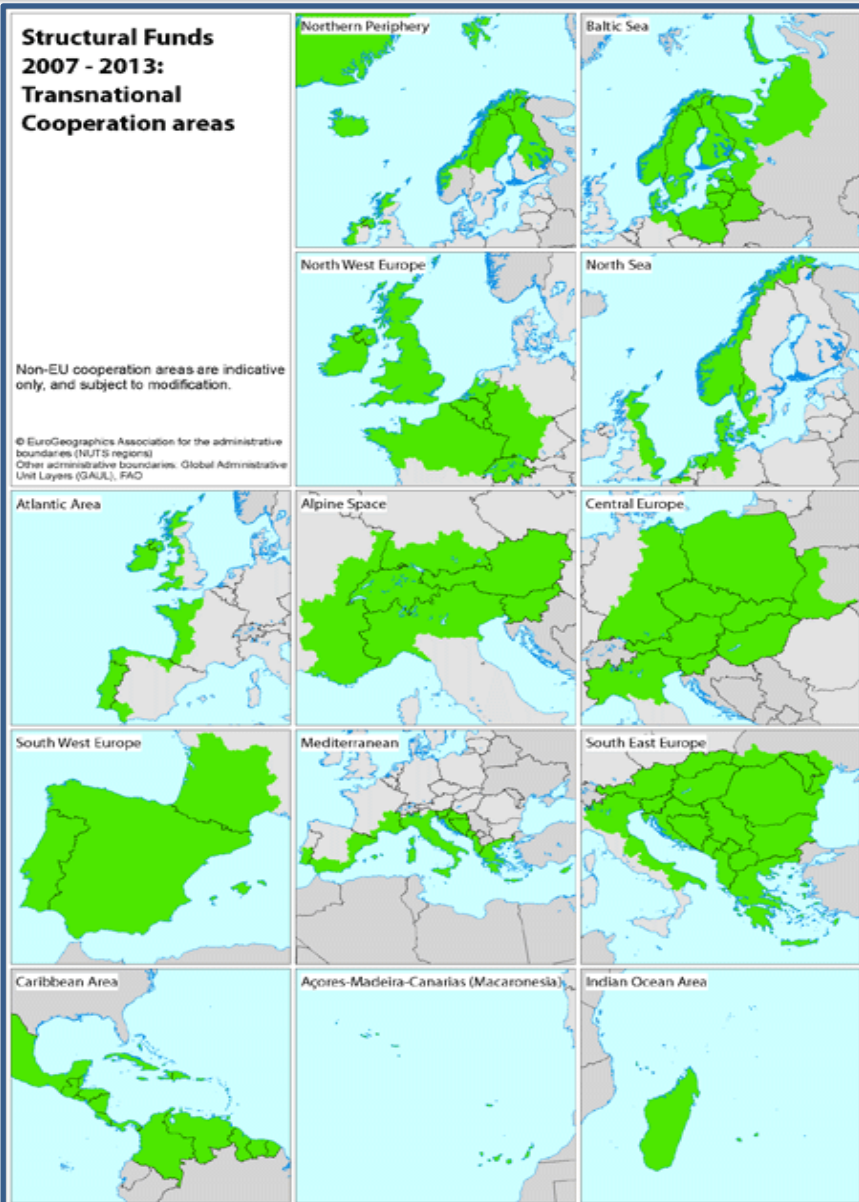 Structural Funds
2007 - 2013:
Transnational
Cooperation areas
Non-EU cooperation areas are indicative
only, and subject to modification.
© EuroGeographics Association for the administrative
boundaries (NUTS regions)
Other administrative boundaries: Global Administrative
Unit Layers (GAUL), FAO
Northern Periphery
Baltic Sea
North West Europe
North Sea
Atlantic Area
Alpine Space
Central Europe
South West Europe
Mediterranean
South East Europe
Caribbean Area
Açores-Madeira-Canarias (Macaronesia)
Indian Ocean Area